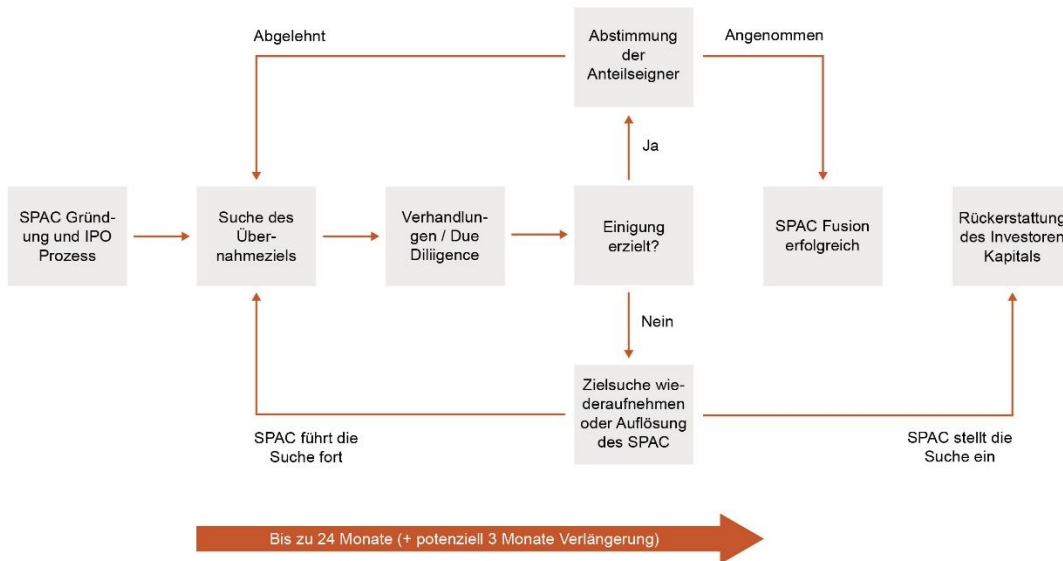 Abgelehnt
Abstimmung
der
Anteilseigner
Angenommen
Ja
SPAC Gründ-
ung und IPO
Prozess
Suche des
Über-
nahmeziels
Verhandlun-
gen / Due
Diliigence
Einigung
erzielt?
SPAC Fusion
erfolgreich
Rückerstattung
des Investoren
Kapitals
Nein
Zielsuche wie-
deraufnehmen
oder Auflösung
des SPAC
SPAC führt die
Suche fort
SPAC stellt die
Suche ein
Bis zu 24 Monate (+ potenziell 3 Monate Verlängerung)